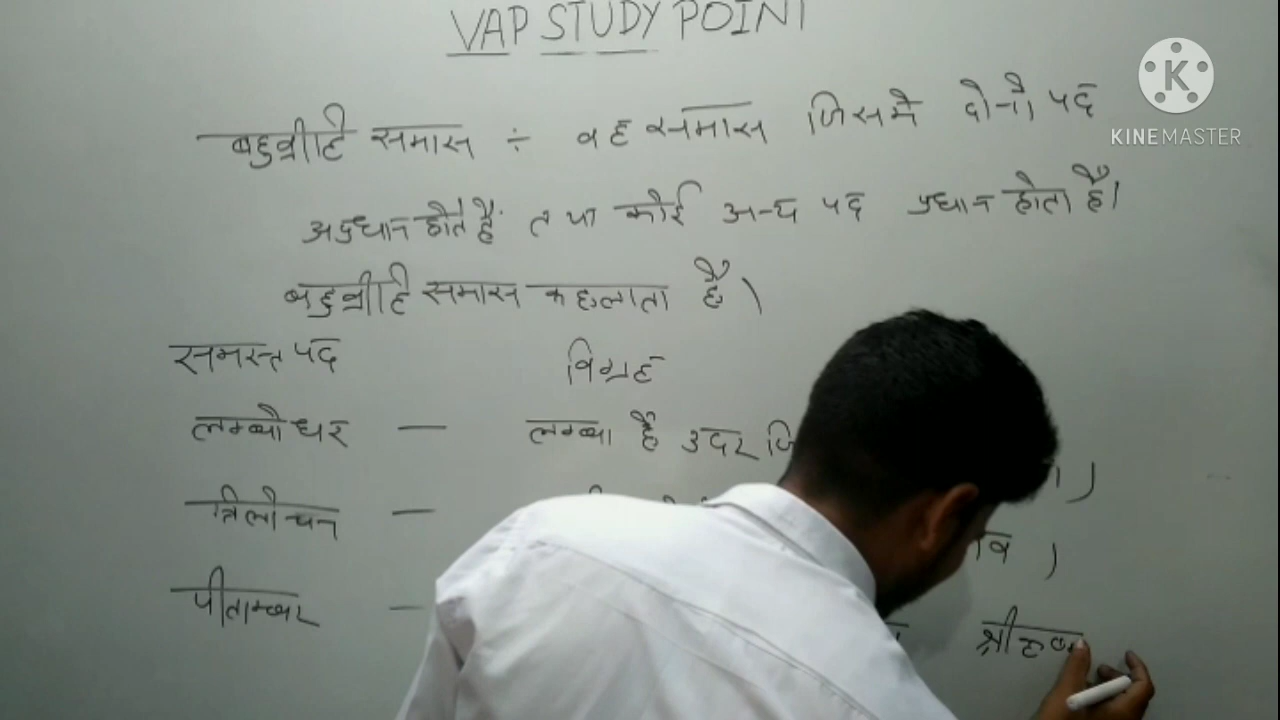 VAP STUDY POINT
KINEMASTER
बहुव्रीहि समास ÷ वह समास जिसमे दोनों पद
अप्रधान होते हैं तथा कोई अन्य पद प्रधान होता है।
बहुव्रीहि समास कहलाता है।
समस्त पद विग्रह
लम्बोधर — लम्बा है उदर
त्रिलोचन —
पीताम्बर — श्रीकृष्